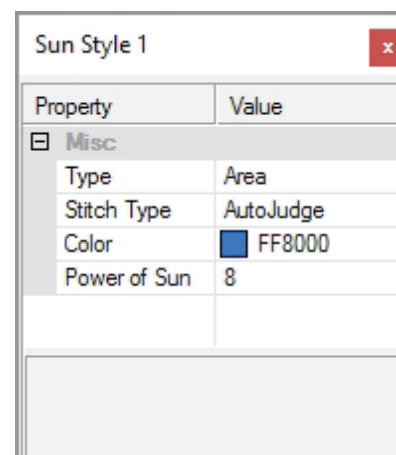 Sun Style 1 x
Property Value
Misc
Type Area
Stitch Type AutoJudge
Color FF8000
Power of Sun 8